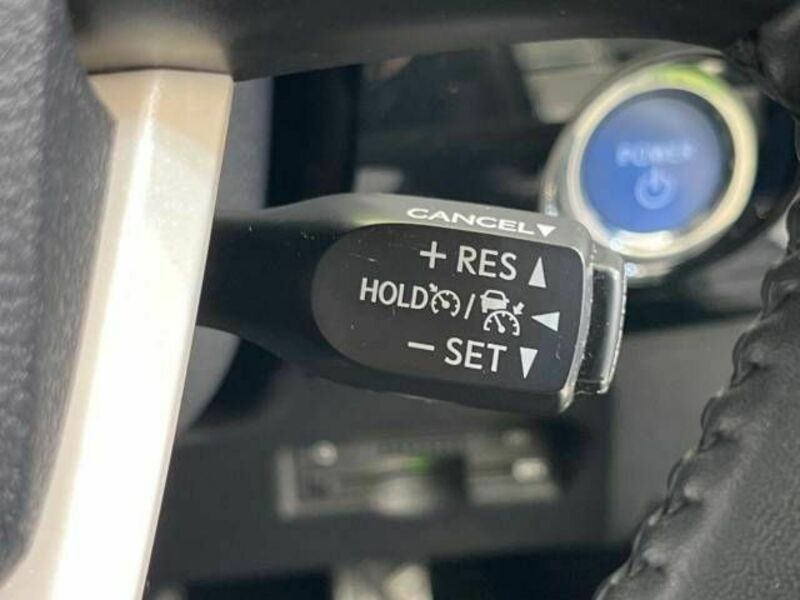 POWER
CANCEL▼
+ RES ▲
HOLD / ◀
− SET ▼